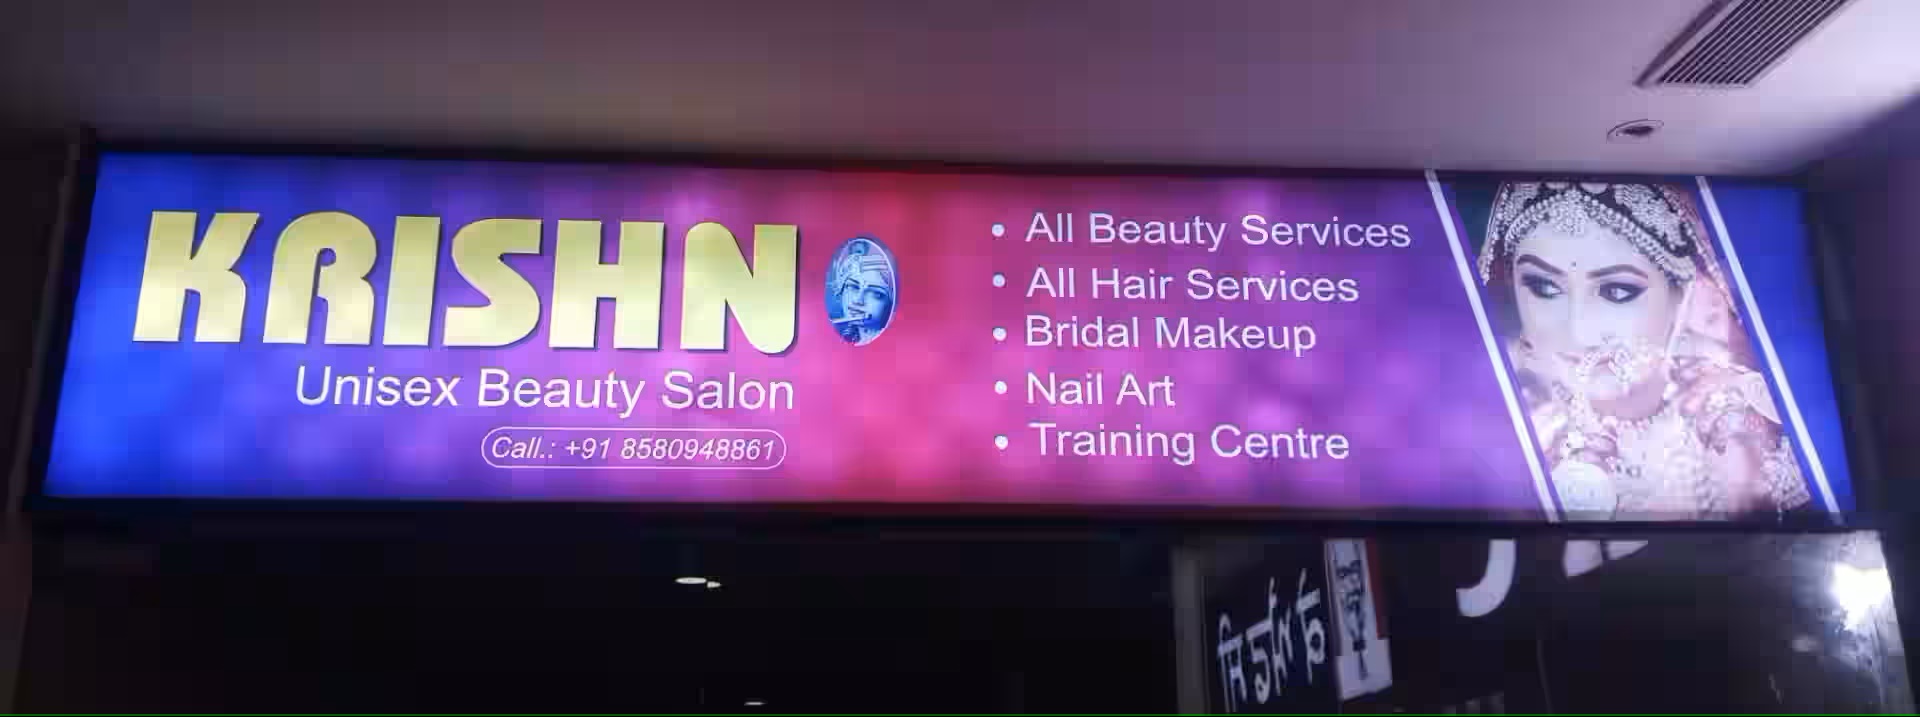 KRISHN
Unisex Beauty Salon
Call.: +91 8580948861
• All Beauty Services
• All Hair Services
• Bridal Makeup
• Nail Art
• Training Centre